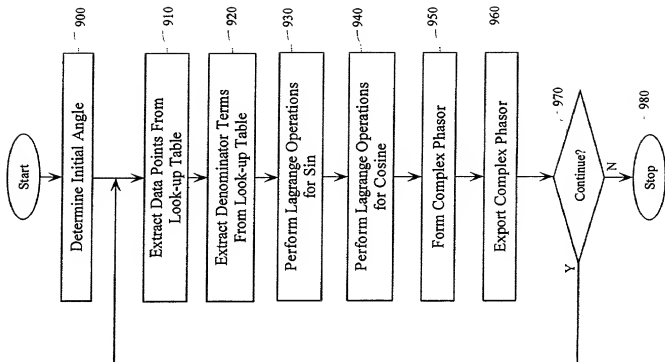 Start
900
Determine Initial Angle
910
Extract Data Points From
Look-up Table
920
Extract Denominator Terms
From Look-up Table
930
Perform Lagrange Operations
for Sin
940
Perform Lagrange Operations
for Cosine
950
Form Complex Phasor
960
Export Complex Phasor
970
Continue?
Y
N
980
Stop